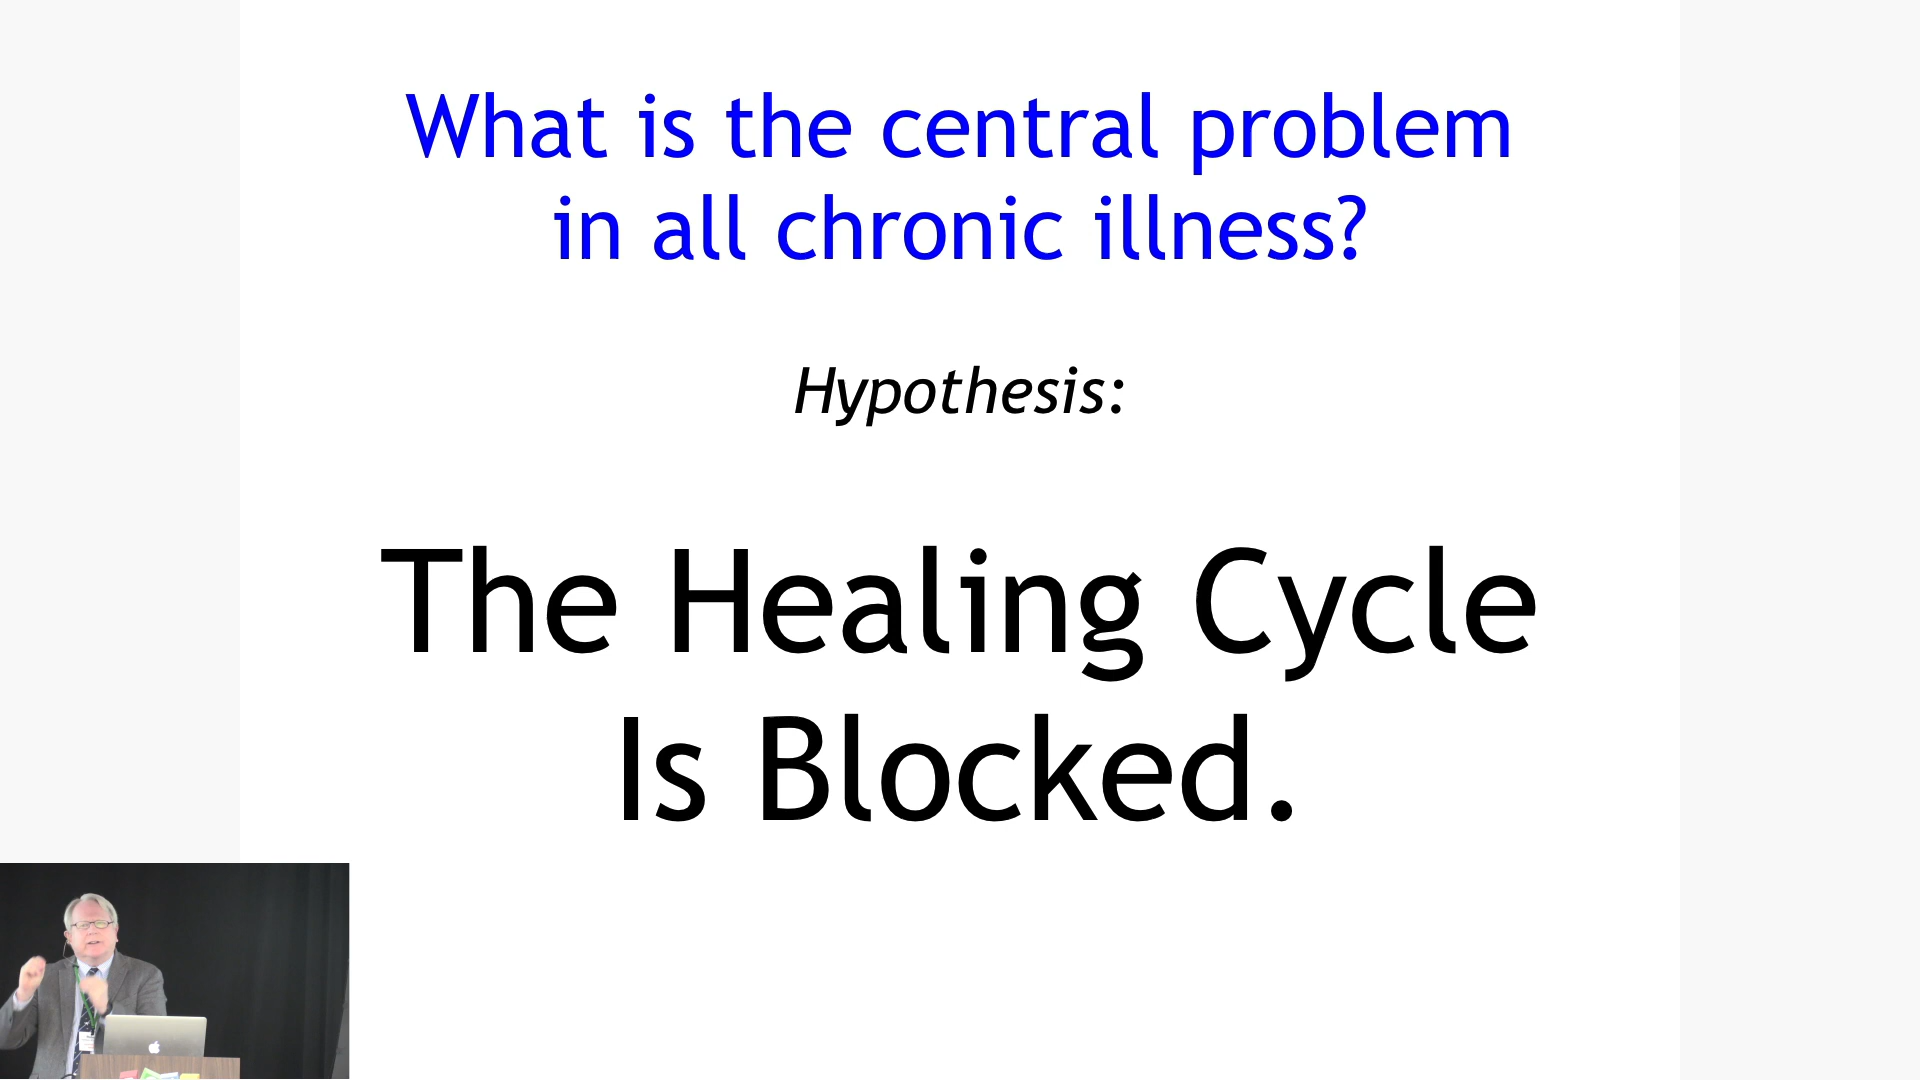 What is the central problem
in all chronic illness?
Hypothesis:
The Healing Cycle
Is Blocked.